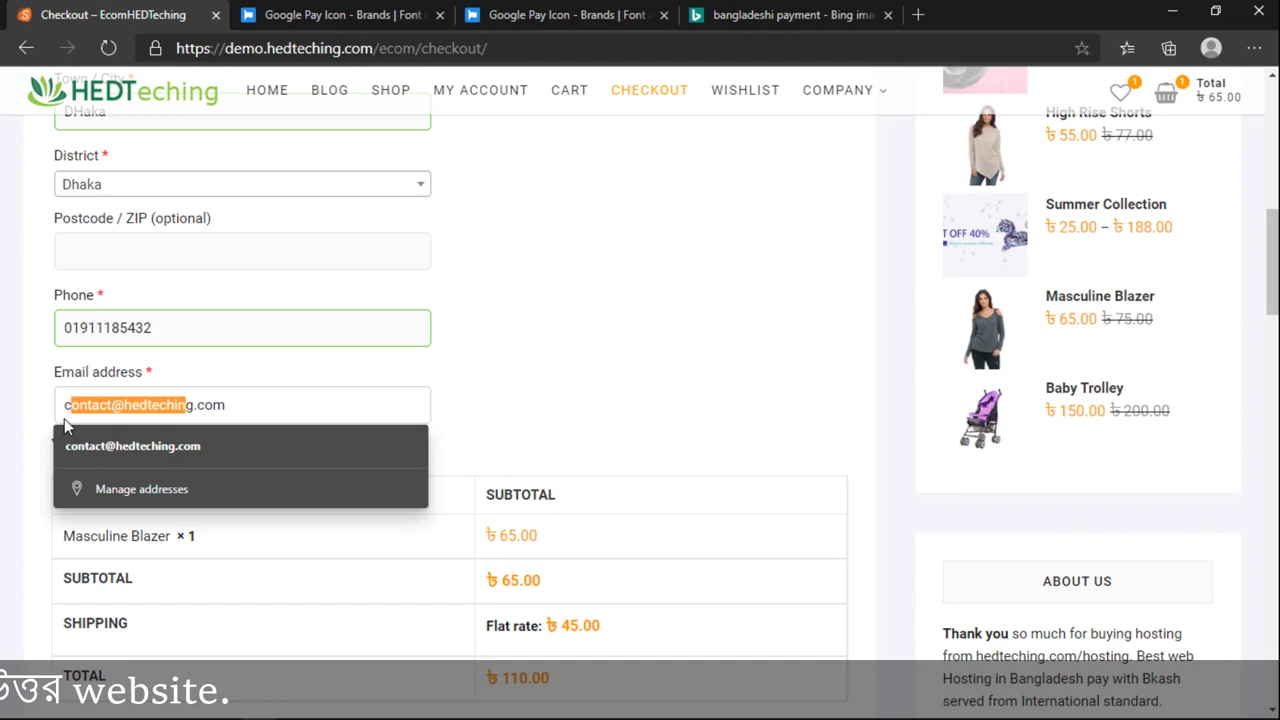 Checkout – EcomHEDTeching
Google Pay Icon - Brands | Font
Google Pay Icon - Brands | Font
bangladeshi payment - Bing ima
https://demo.hedteching.com/ecom/checkout/
Town / City *
HEDTeching
HOME
BLOG
SHOP
MY ACCOUNT
CART
CHECKOUT
WISHLIST
COMPANY
1
1
Total
৳ 65.00
DHaka
District *
Dhaka
Postcode / ZIP (optional)
Phone *
01911185432
Email address *
contact@hedteching.com
contact@hedteching.com
Manage addresses
SUBTOTAL
Masculine Blazer × 1
৳ 65.00
SUBTOTAL
৳ 65.00
SHIPPING
Flat rate: ৳ 45.00
TOTAL
৳ 110.00
High Rise Shorts
৳ 55.00 ৳ 77.00
T OFF 40%
Summer Collection
৳ 25.00 – ৳ 188.00
Masculine Blazer
৳ 65.00 ৳ 75.00
Baby Trolley
৳ 150.00 ৳ 200.00
ABOUT US
Thank you so much for buying hosting
from hedteching.com/hosting. Best web
Hosting in Bangladesh pay with Bkash
served from International standard.
website.